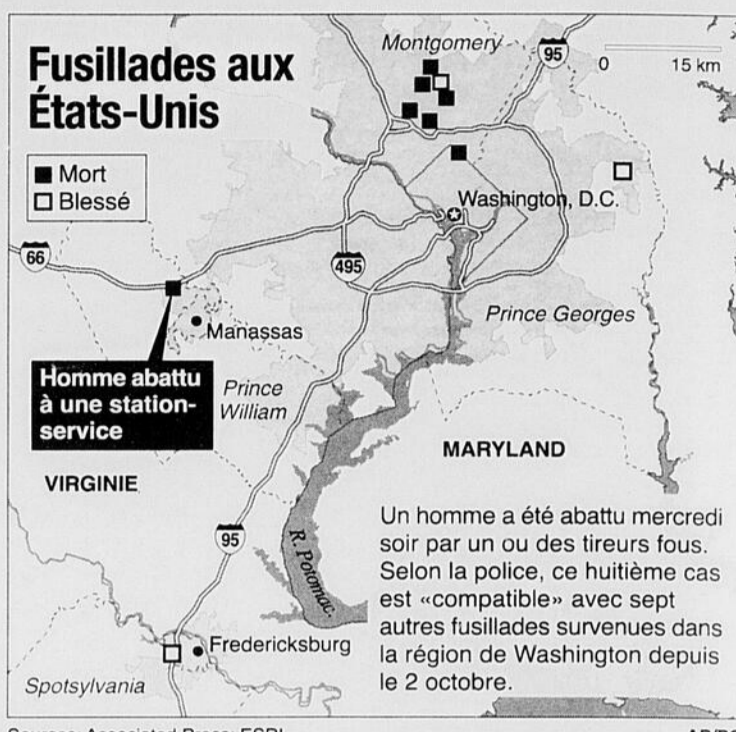 Fusillades aux
États-Unis
Mort
Blessé
Montgomery
95
0 15 km
Washington, D.C.
66
495
Manassas
Prince Georges
Homme abattu
à une station-
service
Prince
William
MARYLAND
VIRGINIE
95
R. Potomac.
Un homme a été abattu mercredi
soir par un ou des tireurs fous.
Selon la police, ce huitième cas
est «compatible» avec sept
autres fusillades survenues dans
la région de Washington depuis
le 2 octobre.
Fredericksburg
Spotsylvania